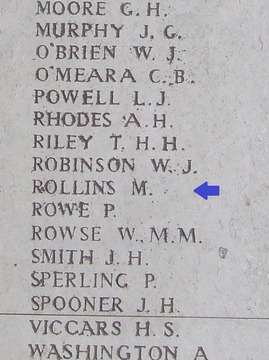 MOORE G. H.
MURPHY J. G.
O'BRIEN W. J.
O'MEARA C. B.
POWELL L. J.
RHODES A. H.
RILEY T. H. H.
ROBINSON W. J.
ROLLINS M.
ROWE P.
ROWSE W. M. M.
SMITH J. H.
SPERLING P.
SPOONER J. H.
VICCARS H. S.
WASHINGTON A